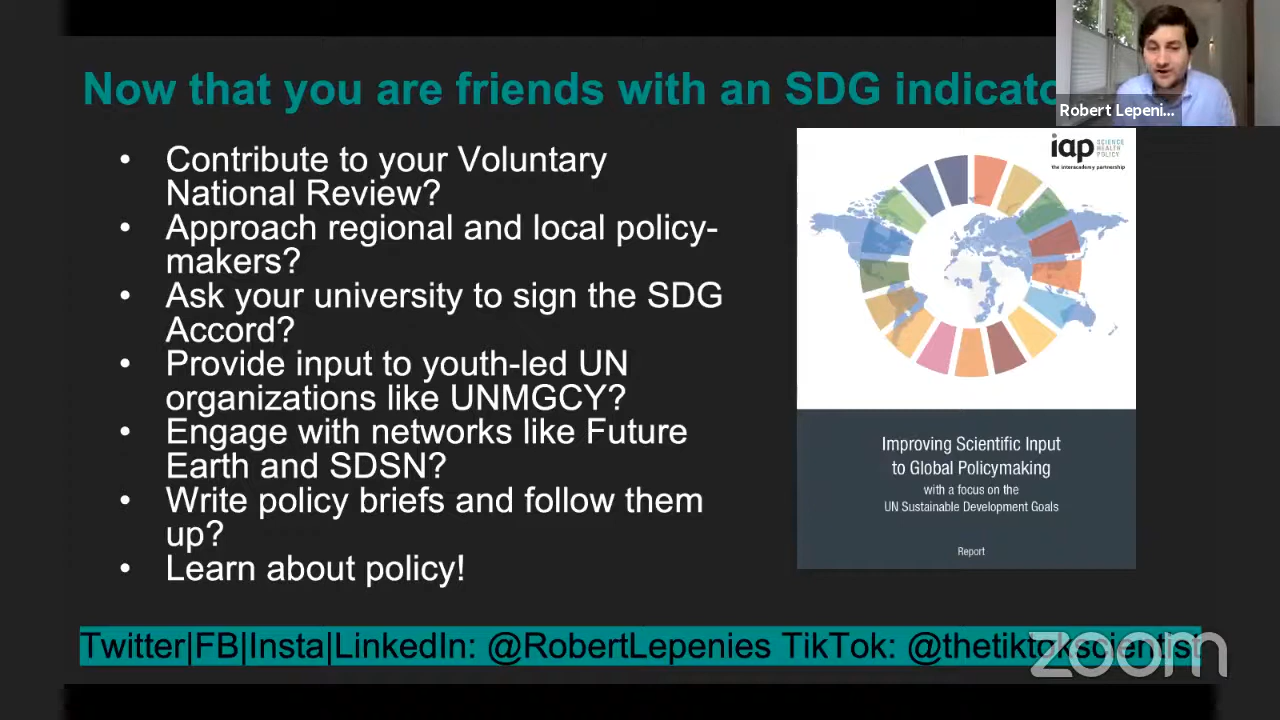 Now that you are friends with an SDG indicato
Robert Lepeni...
• Contribute to your Voluntary
National Review?
• Approach regional and local policy-
makers?
• Ask your university to sign the SDG
Accord?
• Provide input to youth-led UN
organizations like UNMGCY?
• Engage with networks like Future
Earth and SDSN?
• Write policy briefs and follow them
up?
• Learn about policy!
iap SCIENCE
HEALTH
POLICY
the interacademy partnership
Improving Scientific Input
to Global Policymaking
with a focus on the
UN Sustainable Development Goals
Report
Twitter|FB|Insta|LinkedIn: @RobertLepenies TikTok: @thetiktokscientist
zoom